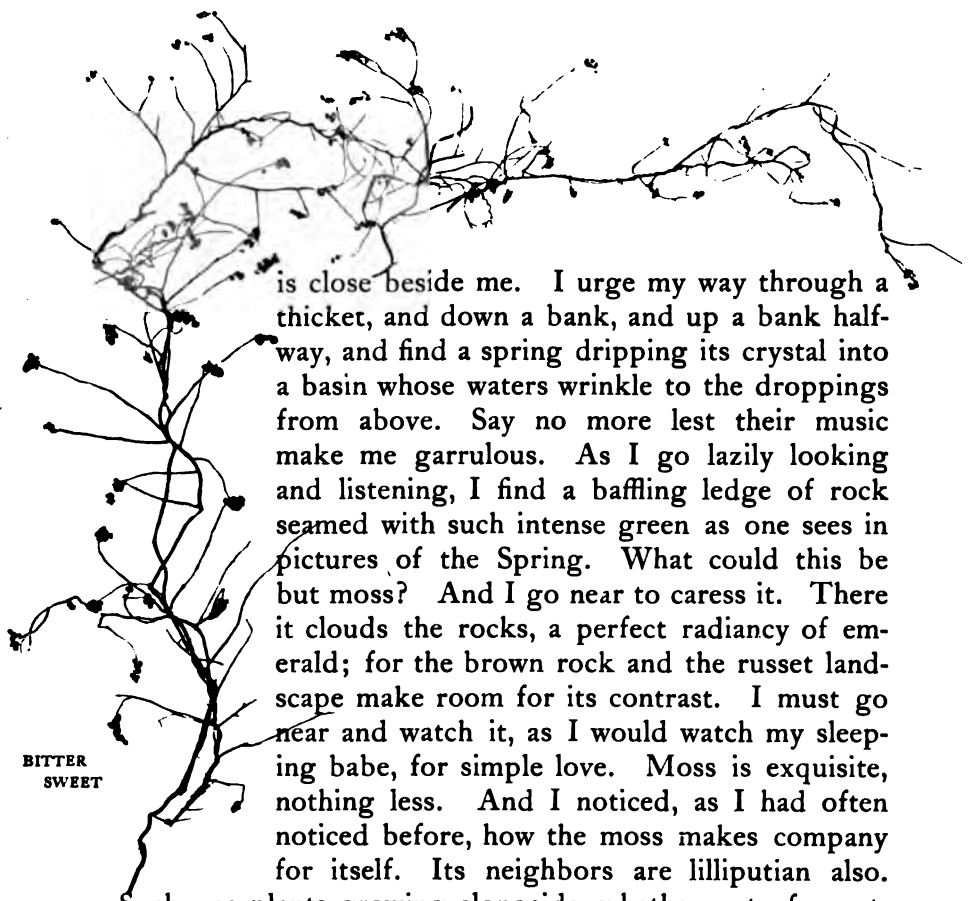 is close beside me. I urge my way through a
thicket, and down a bank, and up a bank half-
way, and find a spring dripping its crystal into
a basin whose waters wrinkle to the droppings
from above. Say no more lest their music
make me garrulous. As I go lazily looking
and listening, I find a baffling ledge of rock
seamed with such intense green as one sees in
pictures of the Spring. What could this be
but moss? And I go near to caress it. There
it clouds the rocks, a perfect radiancy of em-
erald; for the brown rock and the russet land-
scape make room for its contrast. I must go
near and watch it, as I would watch my sleep-
BITTER
SWEET
ing babe, for simple love. Moss is exquisite,
nothing less. And I noticed, as I had often
noticed before, how the moss makes company
for itself. Its neighbors are lilliputian also.